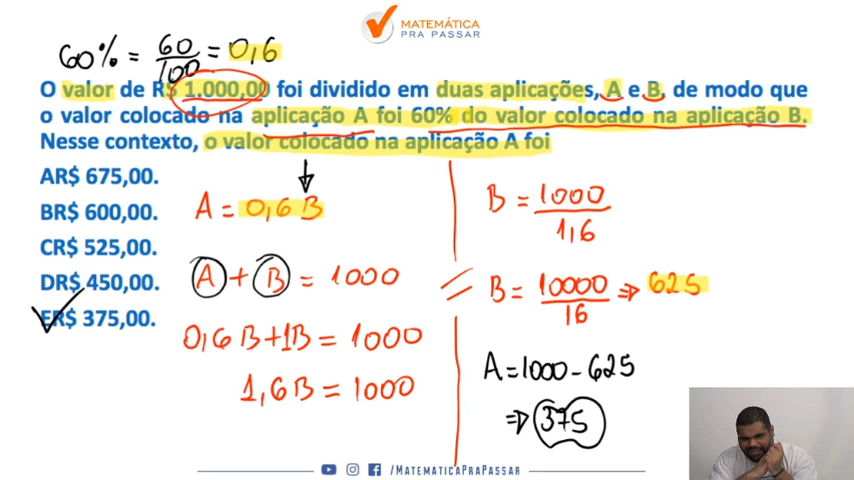 MATEMÁTICA
PRA PASSAR
60% = 60/100 = 0,6
O valor de R$ 1.000,00 foi dividido em duas aplicações, A e B, de modo que
o valor colocado na aplicação A foi 60% do valor colocado na aplicação B.
Nesse contexto, o valor colocado na aplicação A foi
AR$ 675,00.
BR$ 600,00.
CR$ 525,00.
DR$ 450,00.
ER$ 375,00.
A = 0,6 B
A + B = 1000
0,6 B + 1B = 1000
1,6 B = 1000
B = 1000/1,6
B = 10000/16 ⇒ 625
A = 1000 - 625
⇒ 375
/MATEMATICAPRAPASSAR